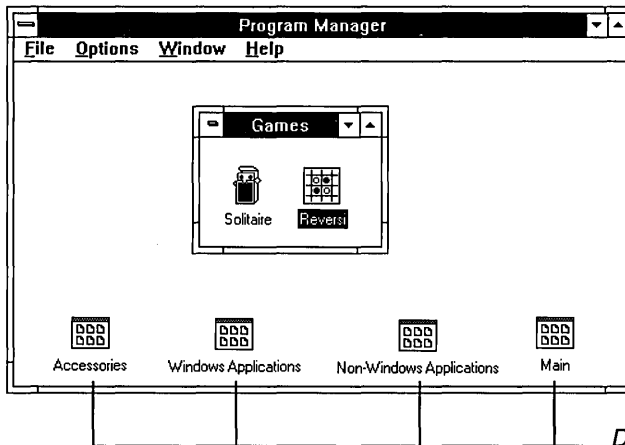 Program Manager
File Options Window Help
Games
Solitaire Reversi
Accessories Windows Applications Non-Windows Applications Main
D